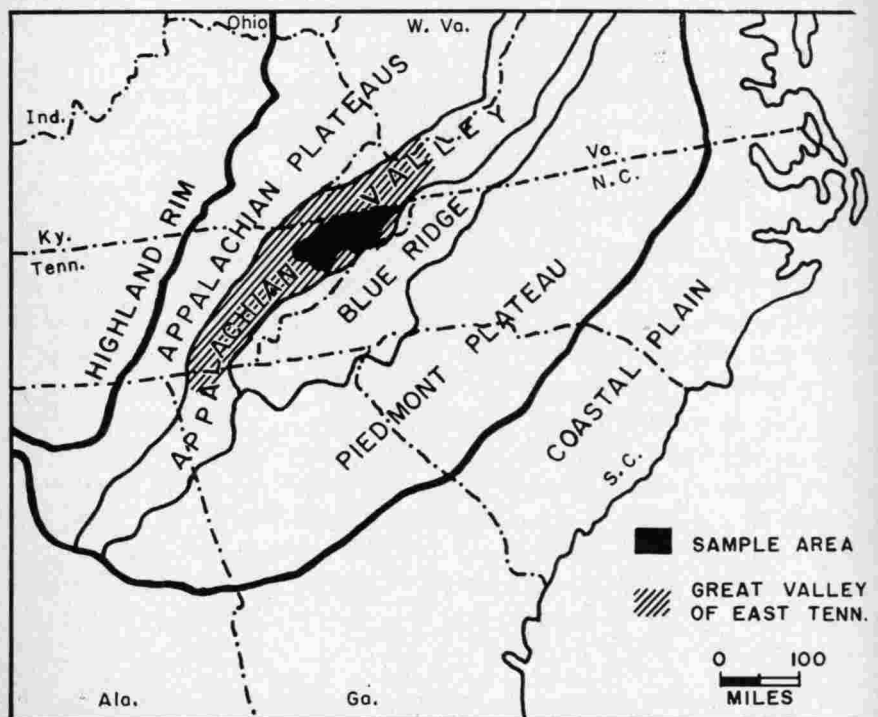 Ohio
W. Va.
Ind.
APPALACHIAN PLATEAUS
HIGHLAND RIM
APPALACHIAN VALLEY
Va.
N.C.
Ky.
Tenn.
BLUE RIDGE
PIEDMONT PLATEAU
COASTAL PLAIN
S.C.
SAMPLE AREA
GREAT VALLEY
OF EAST TENN.
0 100
MILES
Ala.
Ga.